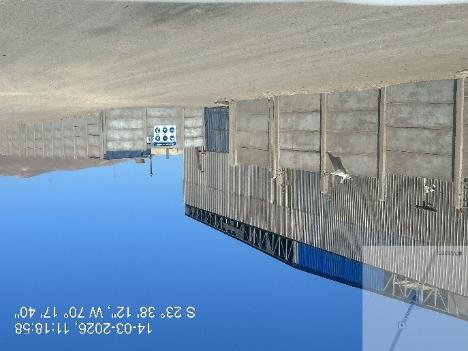 14-03-2026, 11:18:58
S 23° 38' 12", W 70° 17' 40"